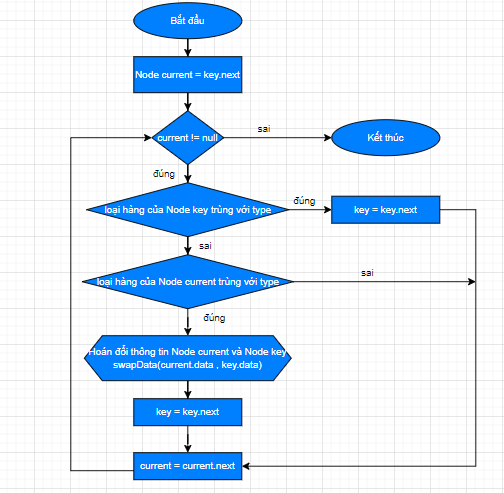 Bắt đầu
Node current = key.next
current != null
sai
Kết thúc
đúng
loại hàng của Node key trùng với type
đúng
key = key.next
sai
loại hàng của Node current trùng với type
sai
đúng
Hoán đổi thông tin Node current và Node key
swapData(current.data , key.data)
key = key.next
current = current.next